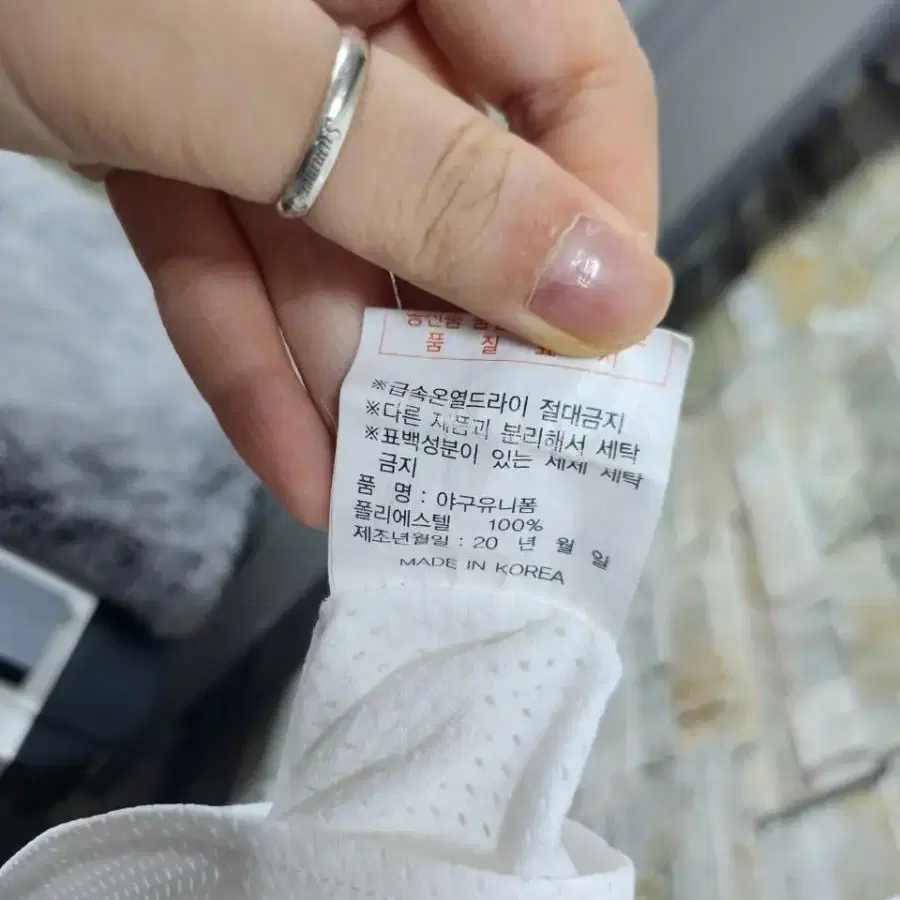 Summe
품 질 표 시
※급속온열드라이 절대금지
※다른 제품과 분리해서 세탁
※표백성분이 있는 세제 세탁
금지
품 명 : 야구유니폼
폴리에스텔 100%
제조년월일 : 20 년 월 일
MADE IN KOREA